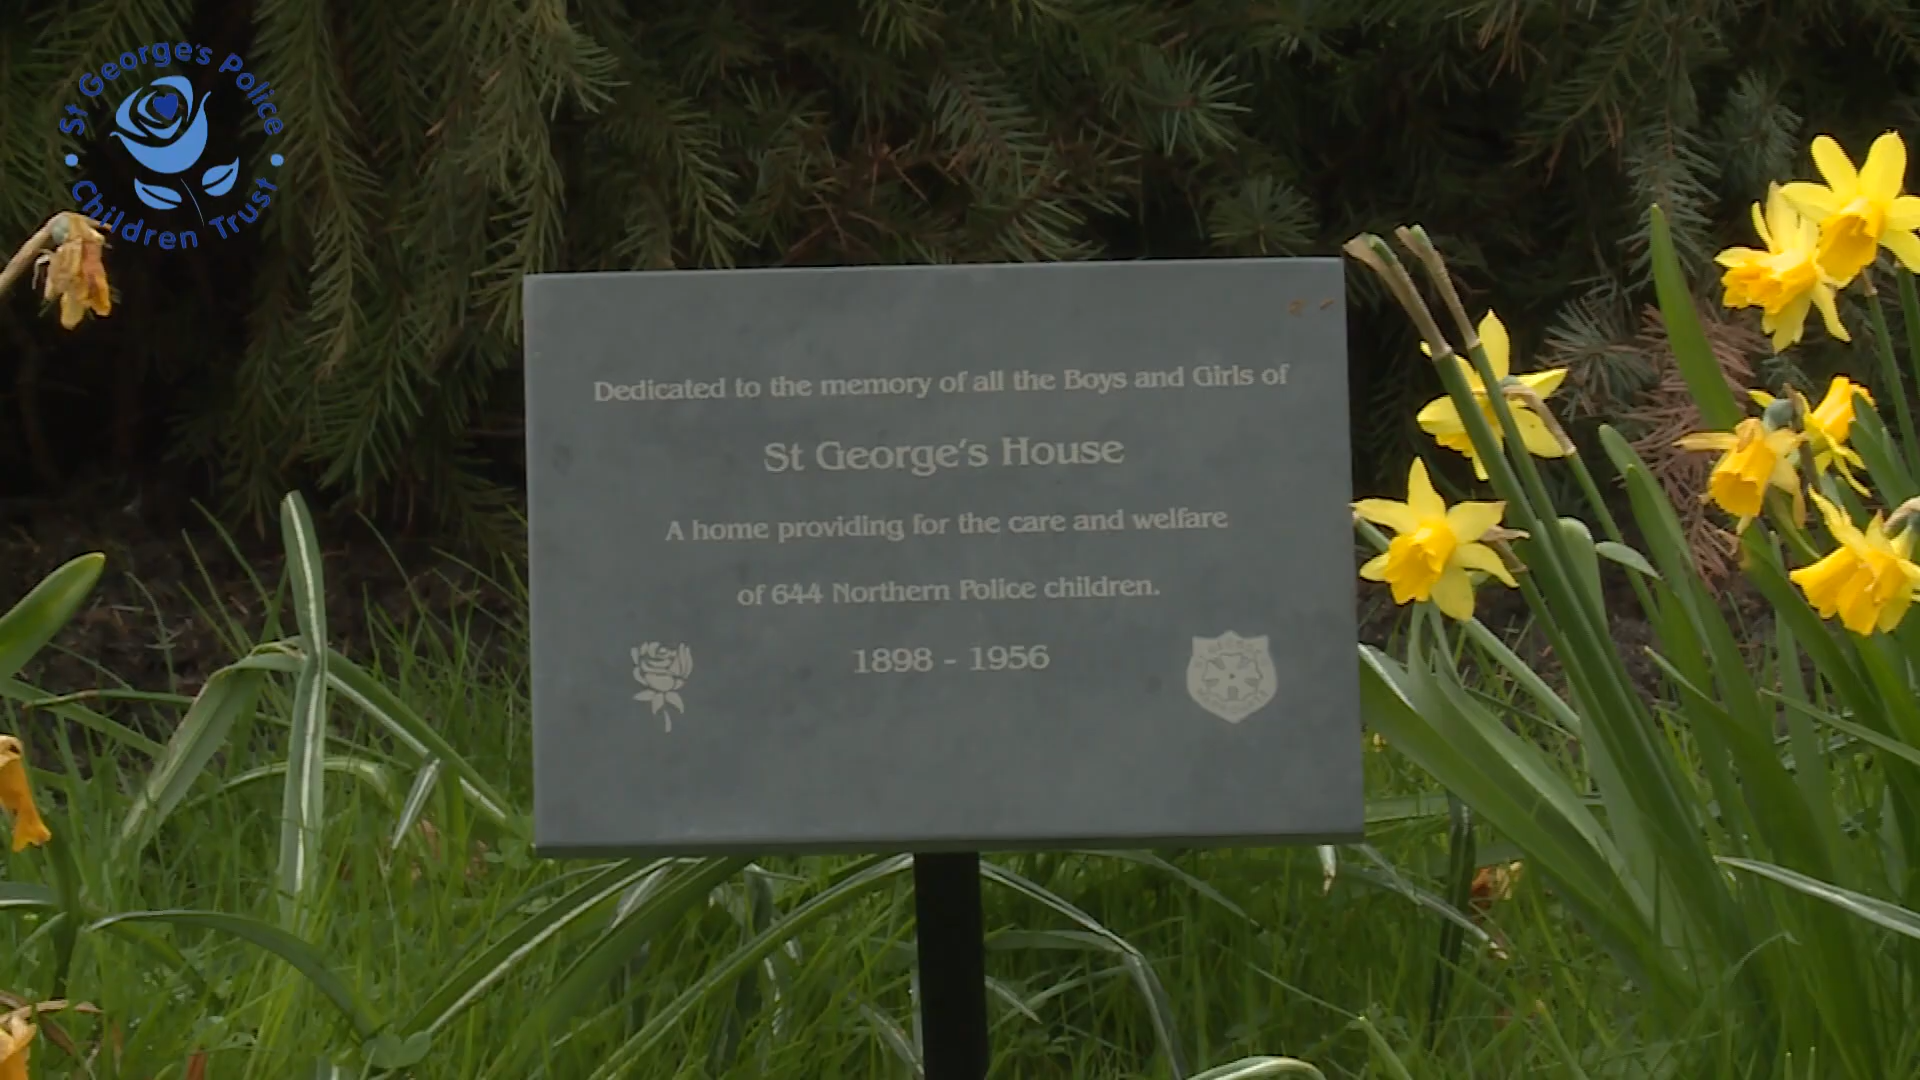 St George's Police
Children Trust
Dedicated to the memory of all the Boys and Girls of
St George's House
A home providing for the care and welfare
of 644 Northern Police children.
1898 - 1956